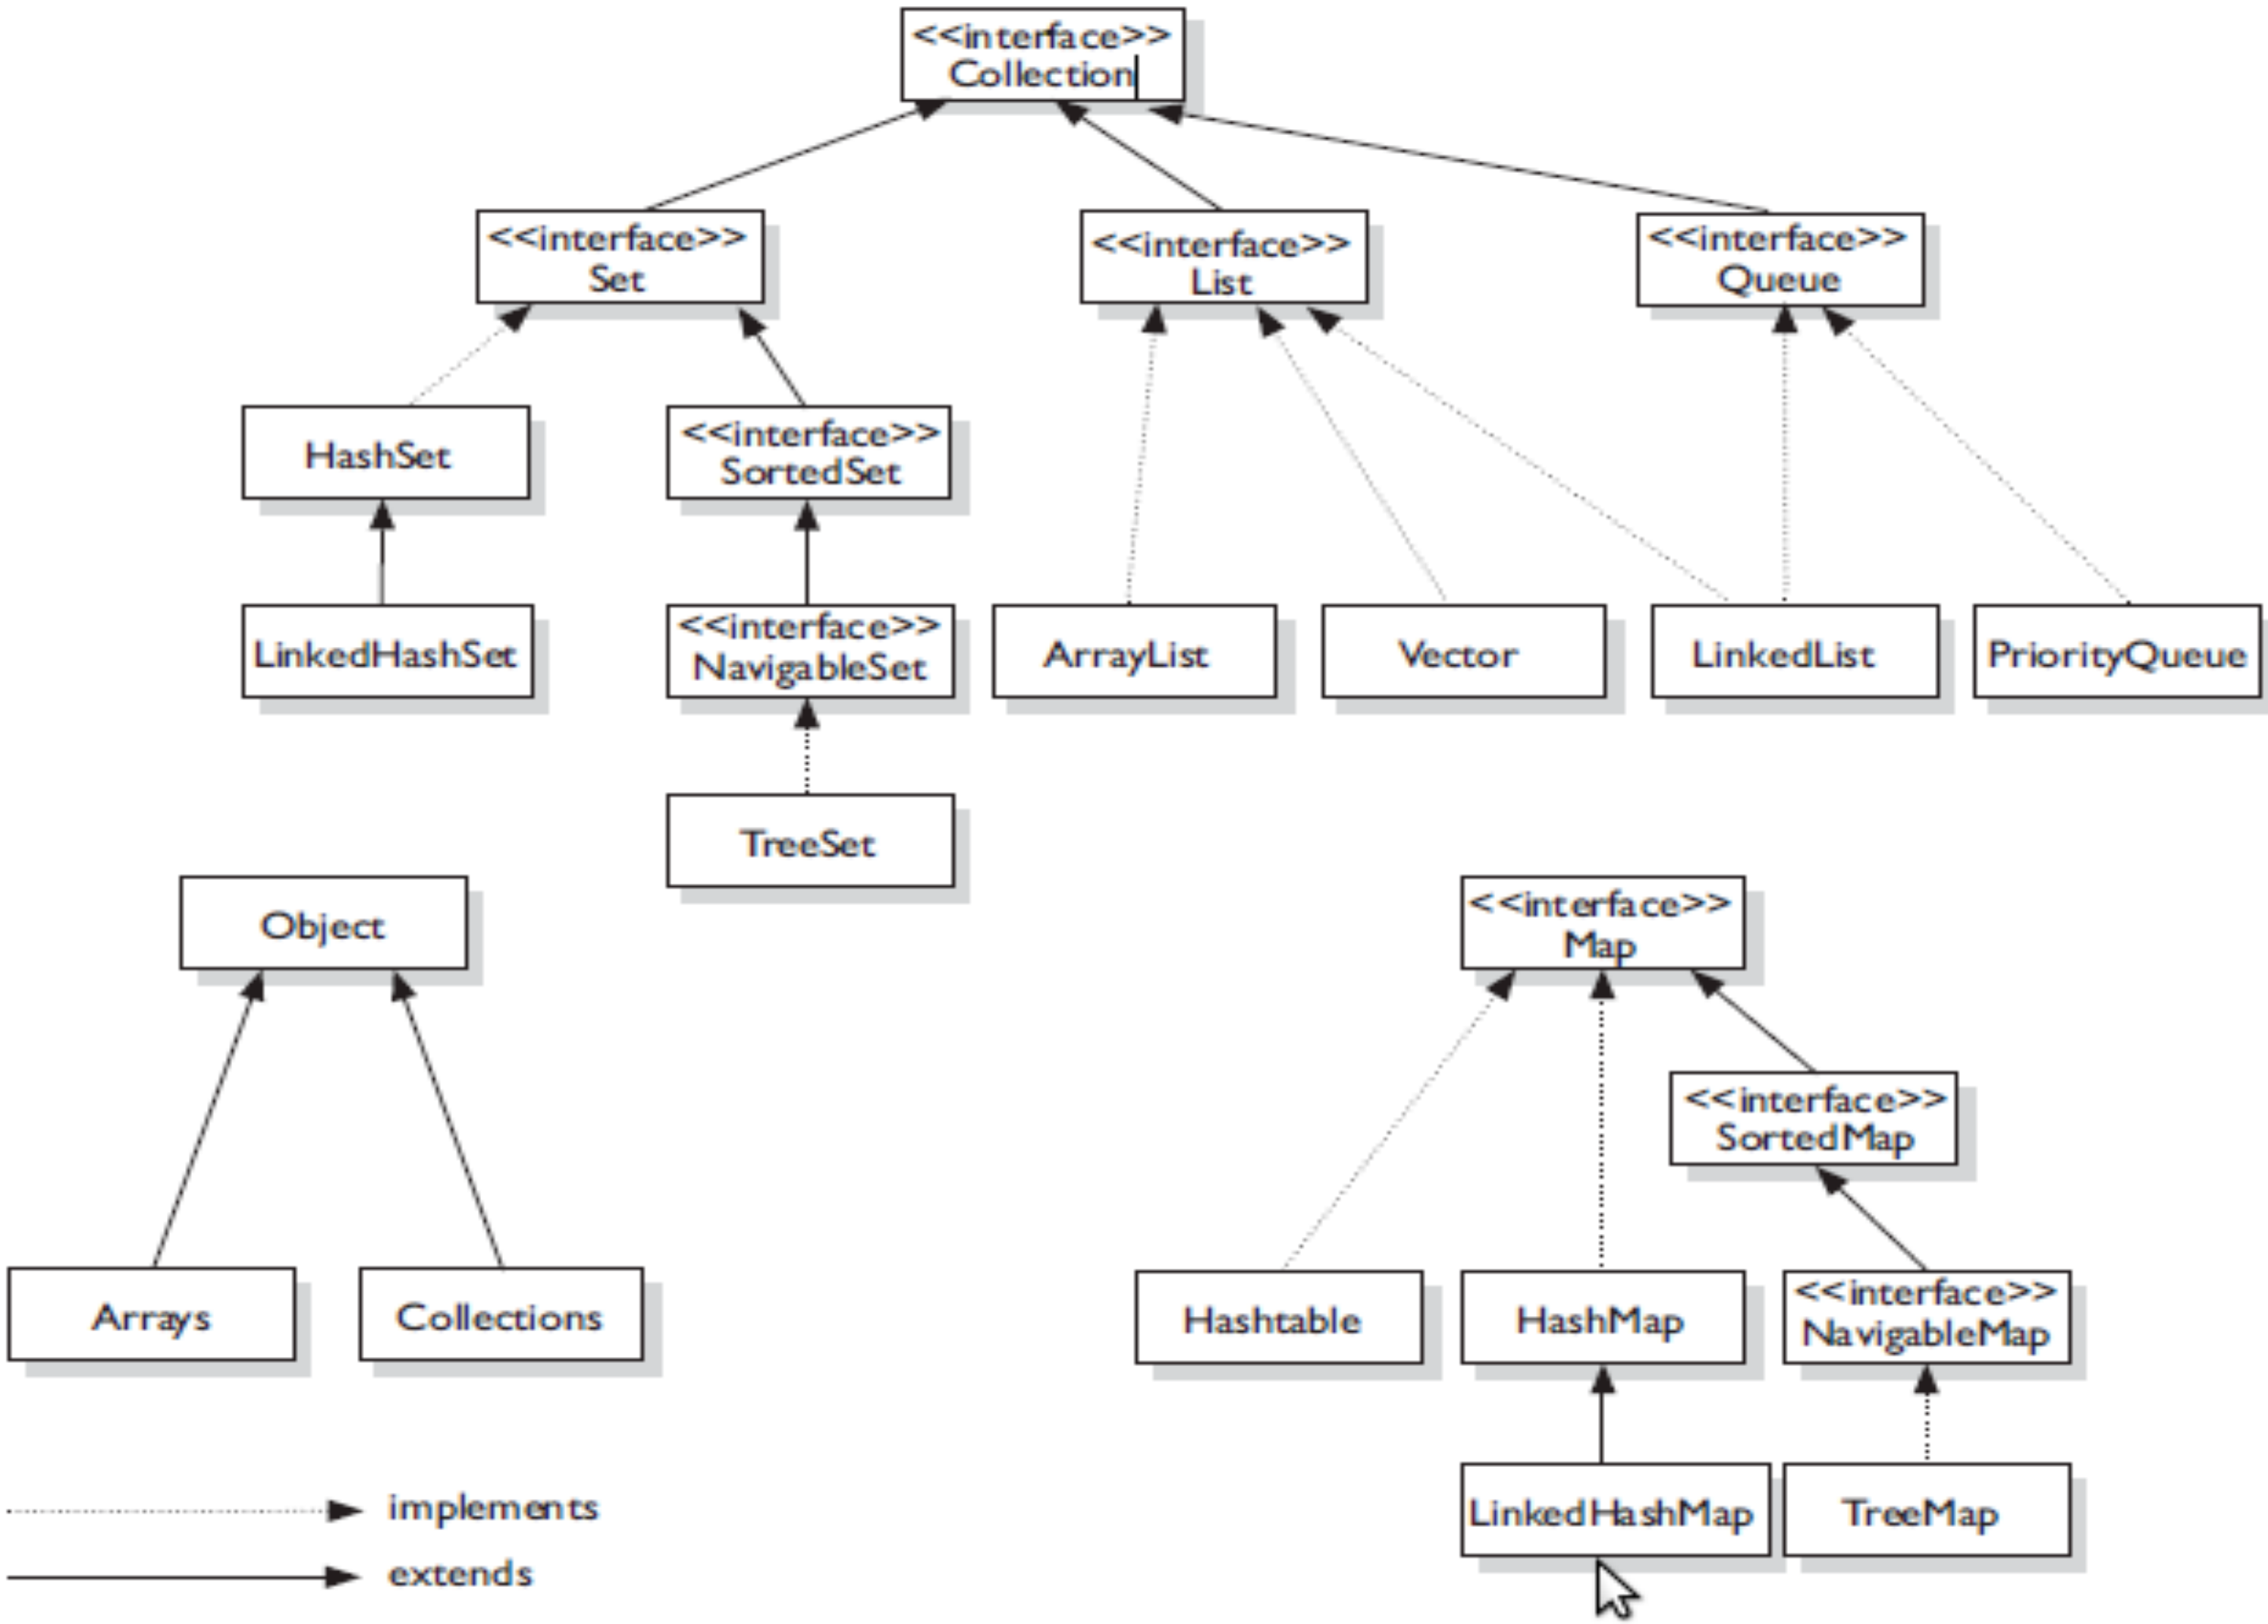 <<interface>>
Collection
<<interface>>
Set
<<interface>>
List
<<interface>>
Queue
HashSet
<<interface>>
SortedSet
LinkedHashSet
<<interface>>
NavigableSet
ArrayList
Vector
LinkedList
PriorityQueue
TreeSet
Object
<<interface>>
Map
<<interface>>
SortedMap
Arrays
Collections
Hashtable
HashMap
<<interface>>
NavigableMap
LinkedHashMap
TreeMap
implements
extends